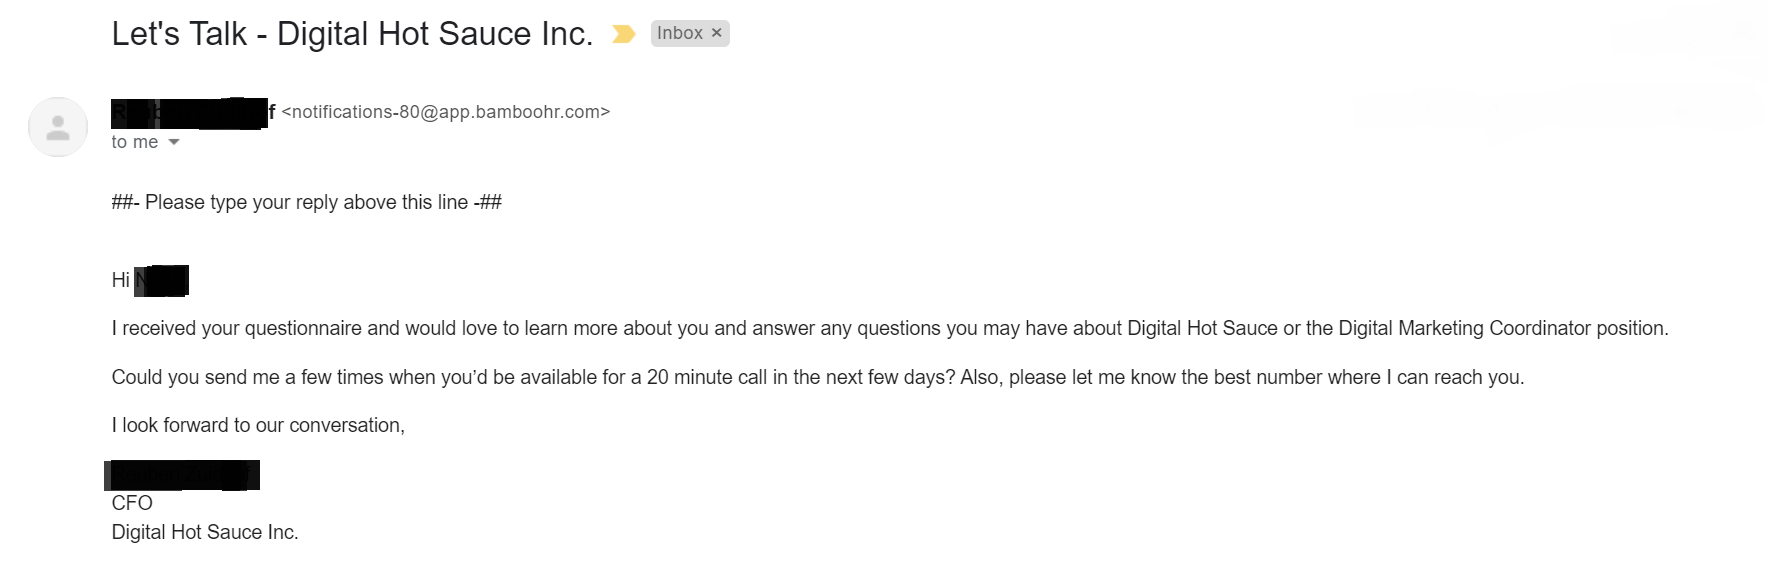 Let's Talk - Digital Hot Sauce Inc.
Inbox ×
<notifications-80@app.bamboohr.com>
to me
##- Please type your reply above this line -##
Hi
I received your questionnaire and would love to learn more about you and answer any questions you may have about Digital Hot Sauce or the Digital Marketing Coordinator position.
Could you send me a few times when you’d be available for a 20 minute call in the next few days? Also, please let me know the best number where I can reach you.
I look forward to our conversation,
CFO
Digital Hot Sauce Inc.